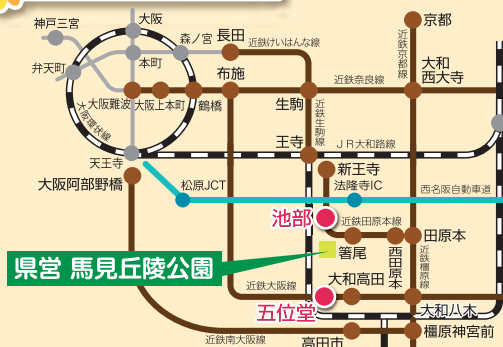 神戸三宮
大阪
森ノ宮
長田
近鉄けいはんな線
京都
弁天町
本町
布施
近鉄奈良線
近鉄京都線
大和
西大寺
大阪難波
大阪上本町
鶴橋
生駒
近鉄生駒線
大阪環状線
天王寺
王寺
JR大和路線
大阪阿部野橋
松原JCT
新王寺
法隆寺IC
西名阪自動車道
池部
近鉄田原本線
箸尾
西田原本
田原本
近鉄橿原線
県営 馬見丘陵公園
近鉄大阪線
大和高田
五位堂
大和八木
近鉄南大阪線
高田市
橿原神宮前